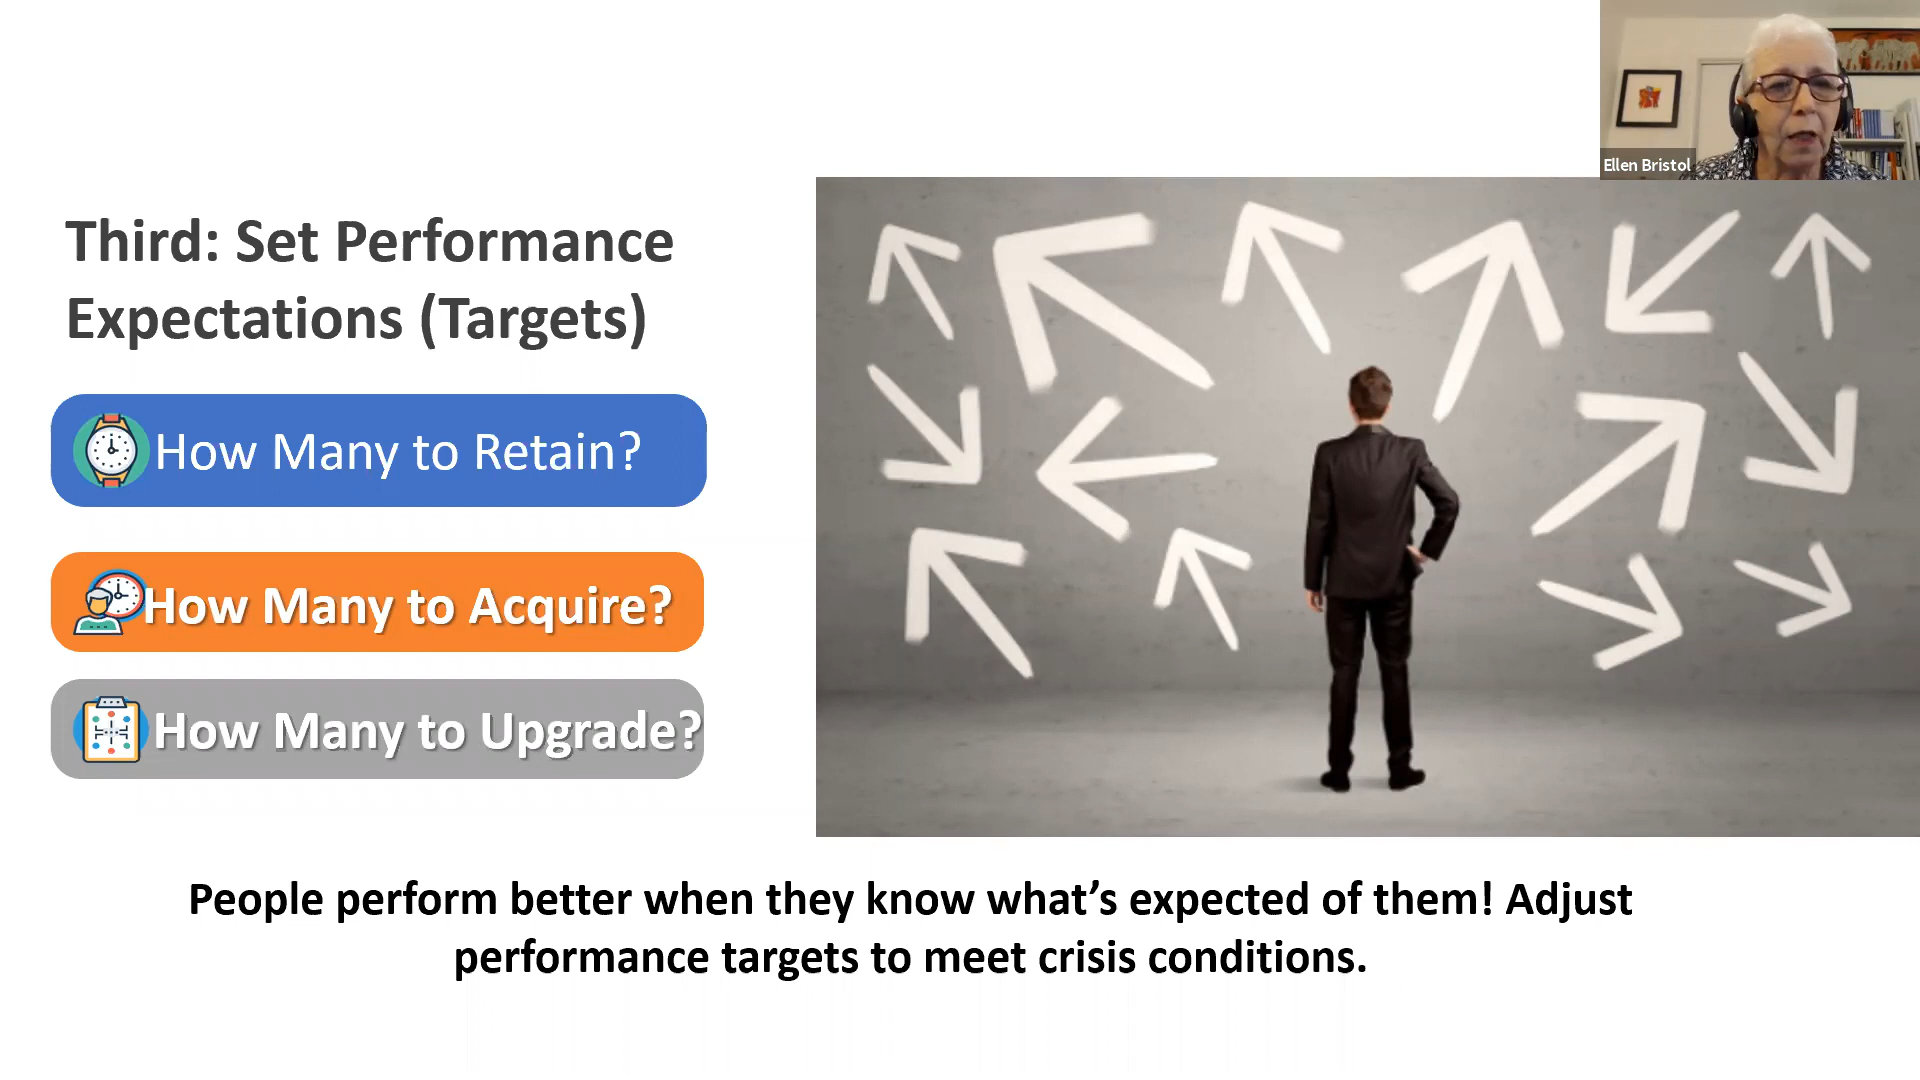 Ellen Bristol
Third: Set Performance
Expectations (Targets)
How Many to Retain?
How Many to Acquire?
How Many to Upgrade?
People perform better when they know what’s expected of them! Adjust
performance targets to meet crisis conditions.